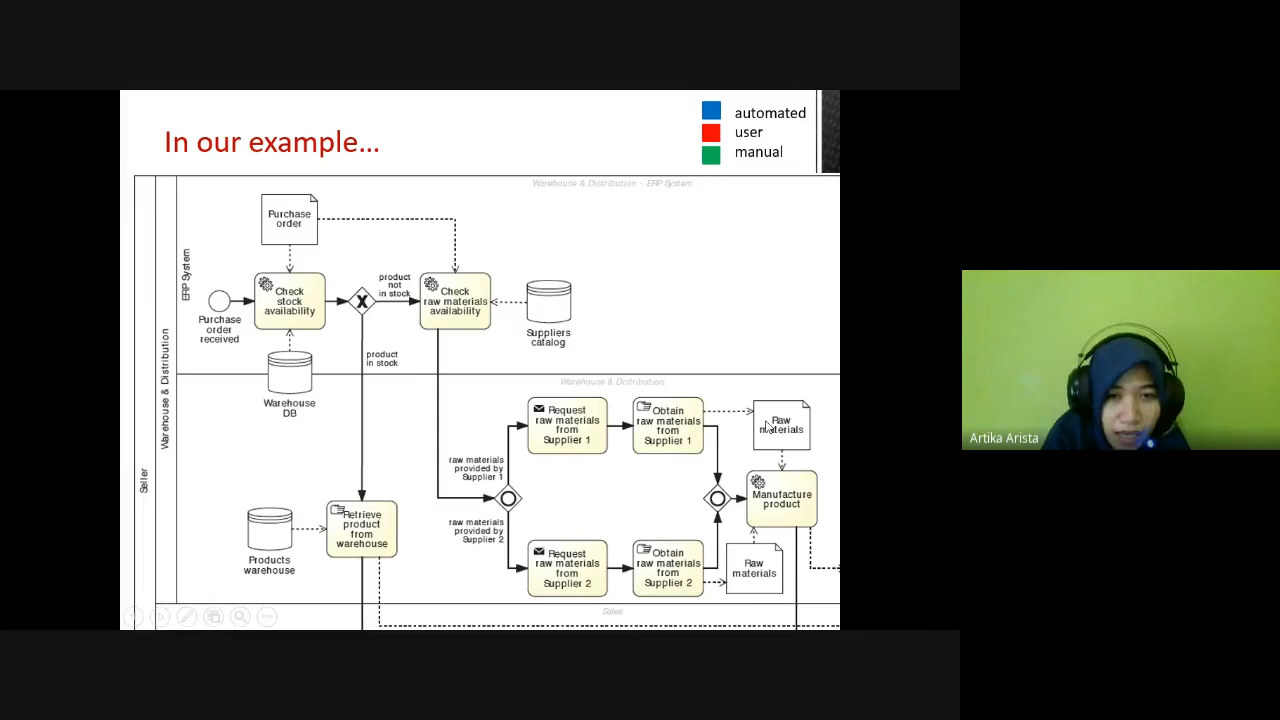 In our example...
automated
user
manual
Warehouse & Distribution - ERP System
Seller
Warehouse & Distribution
ERP System
Purchase
order
Purchase
order
received
Check
stock
availability
X
product
not
in stock
product
in stock
Check
raw materials
availability
Suppliers
catalog
Warehouse
DB
Warehouse & Distribution
Request
raw materials
from
Supplier 1
Obtain
raw materials
from
Supplier 1
Raw
materials
raw materials
provided by
Supplier 1
raw materials
provided by
Supplier 2
Manufacture
product
Products
warehouse
Retrieve
product
from
warehouse
Request
raw materials
from
Supplier 2
Obtain
raw materials
from
Supplier 2
Raw
materials
Sales
Artika Arista